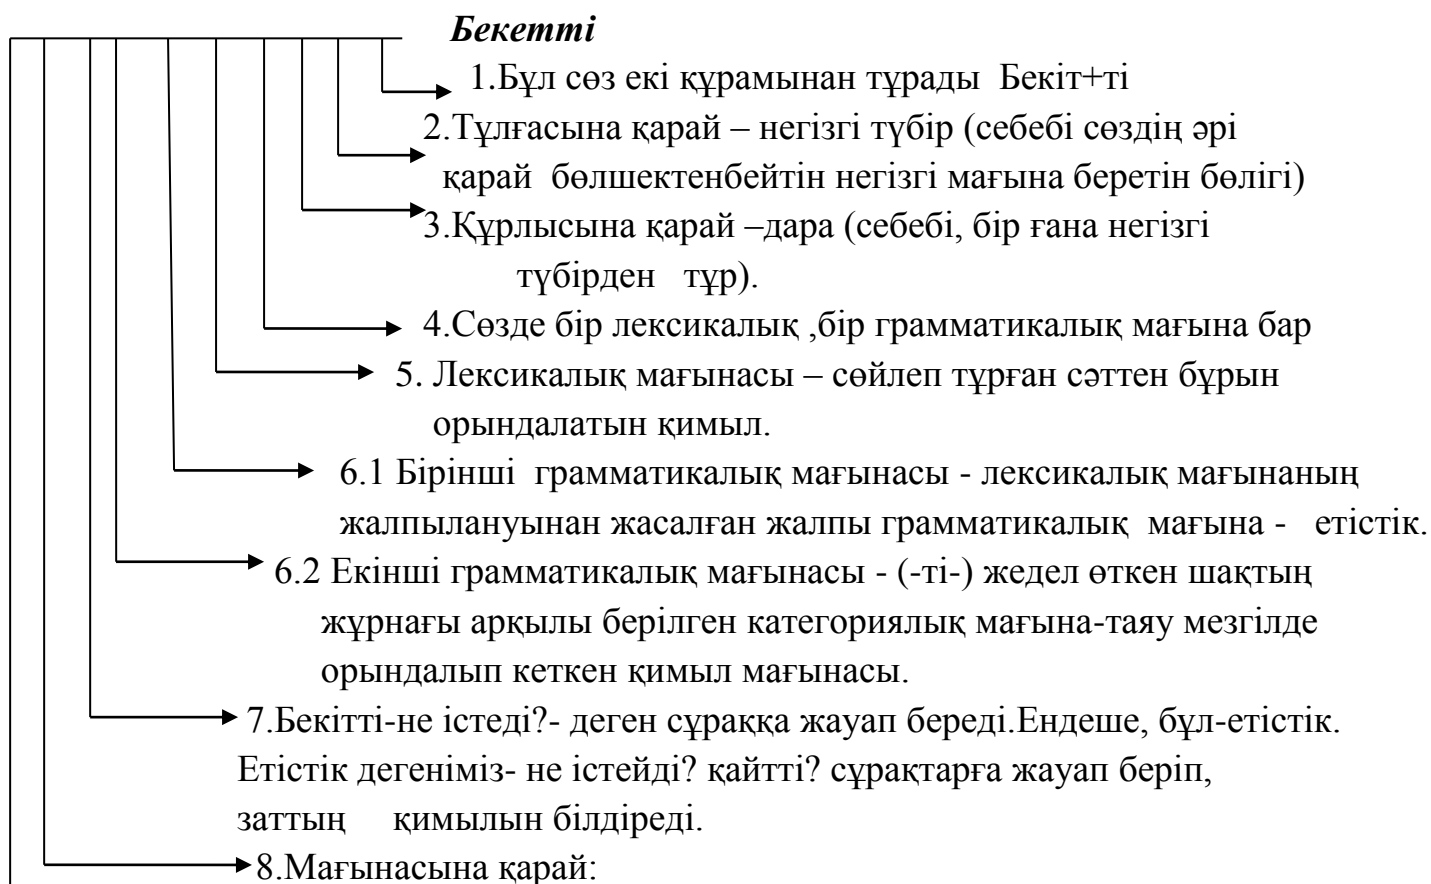 Бекетті
1.Бұл сөз екі құрамынан тұрады Бекіт+ті
2.Тұлғасына қарай – негізгі түбір (себебі сөздің әрі
қарай бөлшектенбейтін негізгі мағына беретін бөлігі)
3.Құрлысына қарай –дара (себебі, бір ғана негізгі
түбірден тұр).
4.Сөзде бір лексикалық ,бір грамматикалық мағына бар
5. Лексикалық мағынасы – сөйлеп тұрған сәттен бұрын
орындалатын қимыл.
6.1 Бірінші грамматикалық мағынасы - лексикалық мағынаның
жалпылануынан жасалған жалпы грамматикалық мағына - етістік.
6.2 Екінші грамматикалық мағынасы - (-ті-) жедел өткен шақтың
жұрнағы арқылы берілген категориялық мағына-таяу мезгілде
орындалып кеткен қимыл мағынасы.
7.Бекітті-не істеді?- деген сұраққа жауап береді.Ендеше, бұл-етістік.
Етістік дегеніміз- не істейді? қайтті? сұрақтарға жауап беріп,
заттың қимылын білдіреді.
8.Мағынасына қарай: